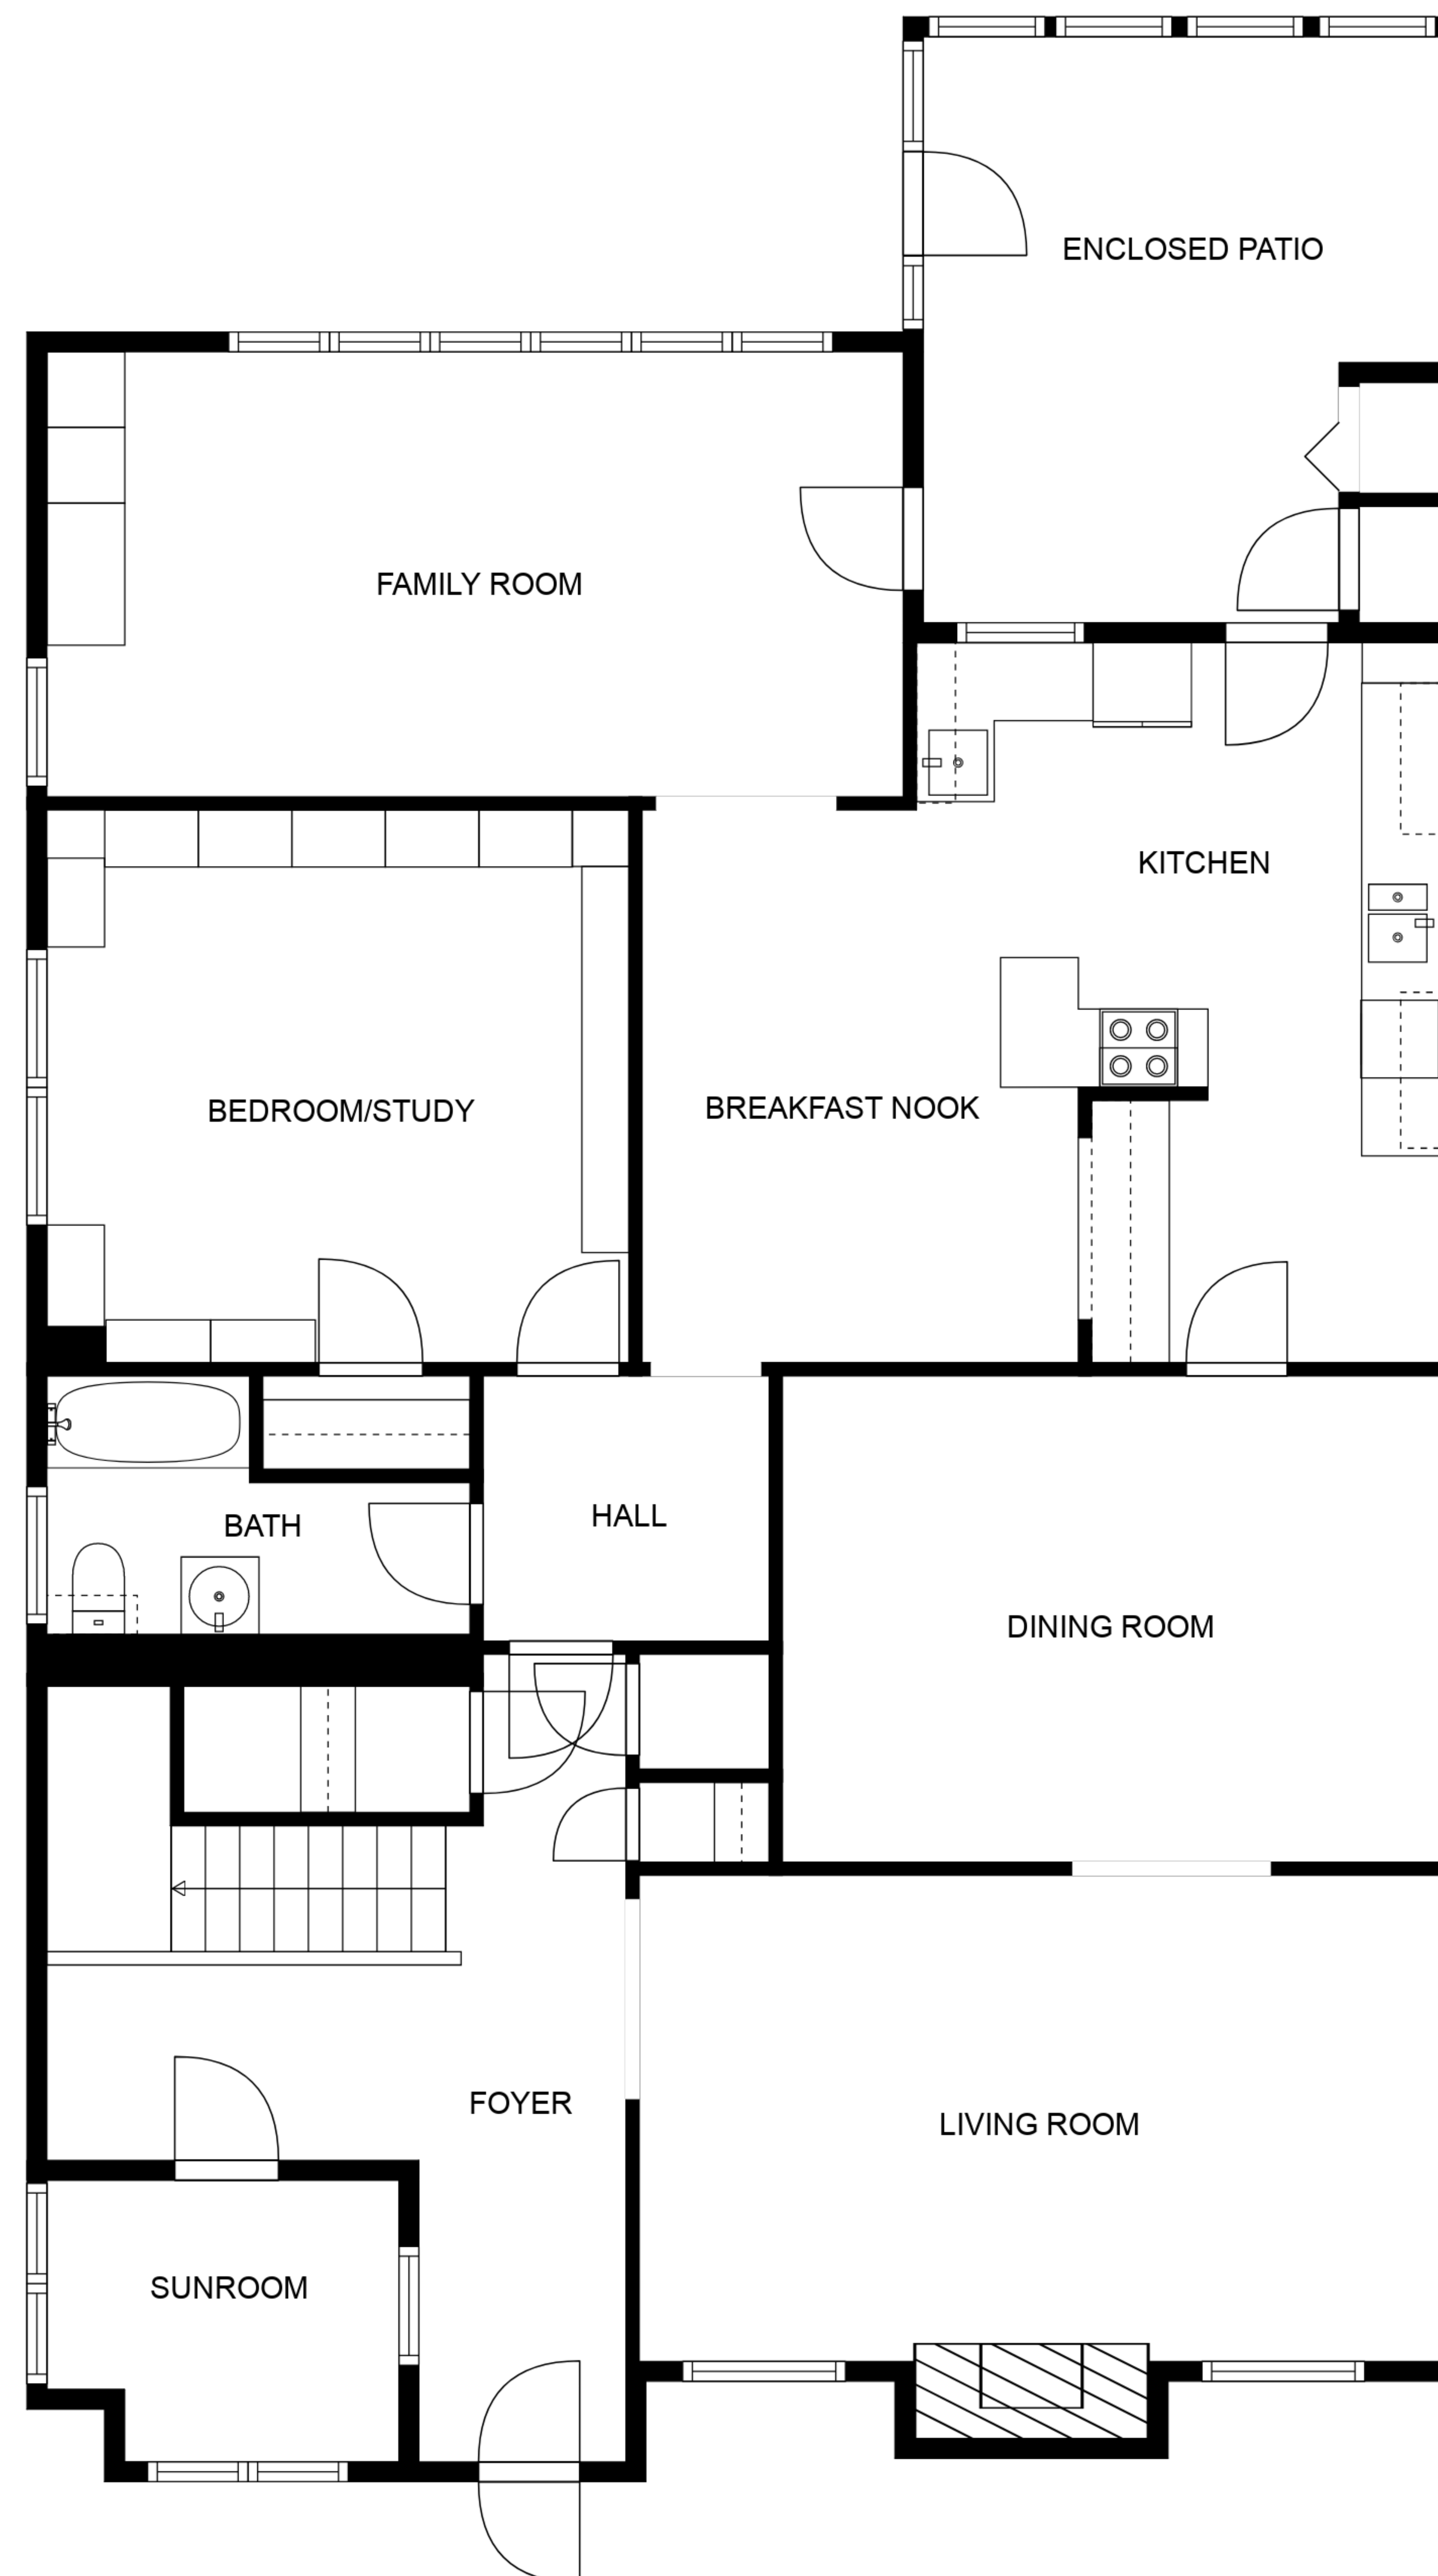 ENCLOSED PATIO
FAMILY ROOM
KITCHEN
BREAKFAST NOOK
BEDROOM/STUDY
HALL
BATH
DINING ROOM
FOYER
LIVING ROOM
SUNROOM